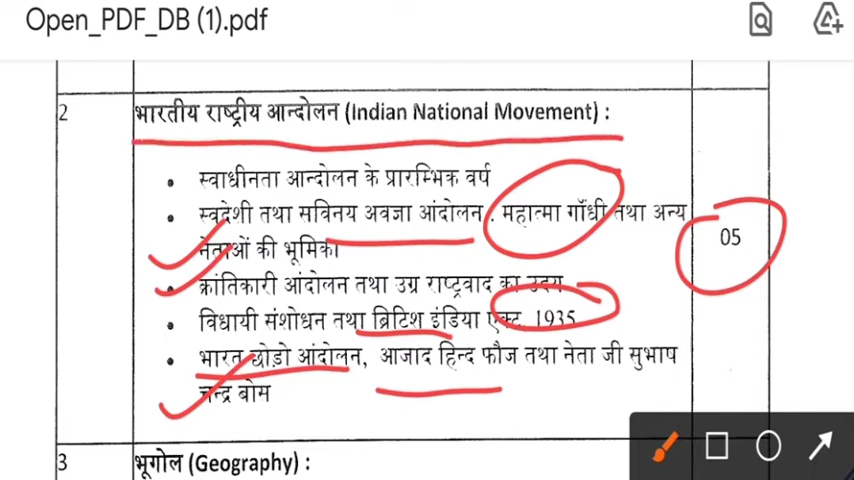 Open_PDF_DB (1).pdf
2
भारतीय राष्ट्रीय आन्दोलन (Indian National Movement) :
• स्वाधीनता आन्दोलन के प्रारम्भिक वर्ष
• स्वदेशी तथा सविनय अवज्ञा आंदोलन . महात्मा गाँधी तथा अन्य
नेताओं की भूमिका
05
• क्रांतिकारी आंदोलन तथा उग्र राष्ट्रवाद का उदय
• विधायी संशोधन तथा ब्रिटिश इंडिया एक्ट, 1935
• भारत छोडो आंदोलन, आजाद हिन्द फौज तथा नेता जी सुभाष
चन्द्र बोस
3
भूगोल (Geography) :